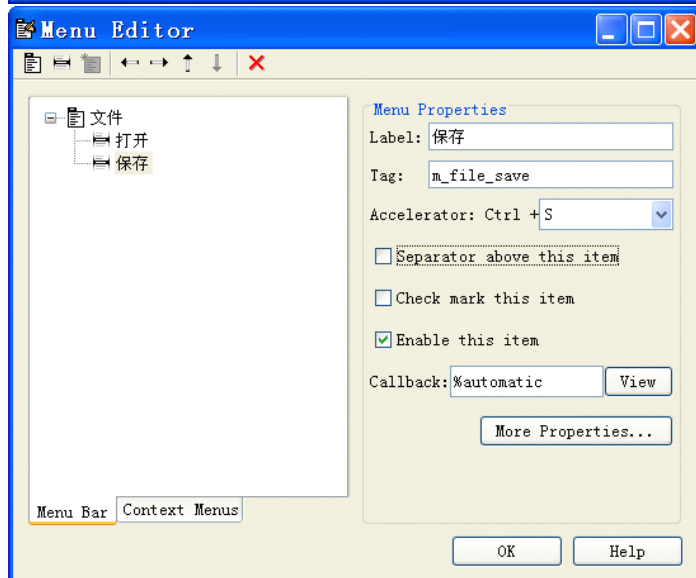 Menu Editor
文件
打开
保存
Menu Bar
Context Menus
Menu Properties
Label: 保存
Tag: m_file_save
Accelerator: Ctrl + S
Separator above this item
Check mark this item
Enable this item
Callback: %automatic View
More Properties...
OK Help